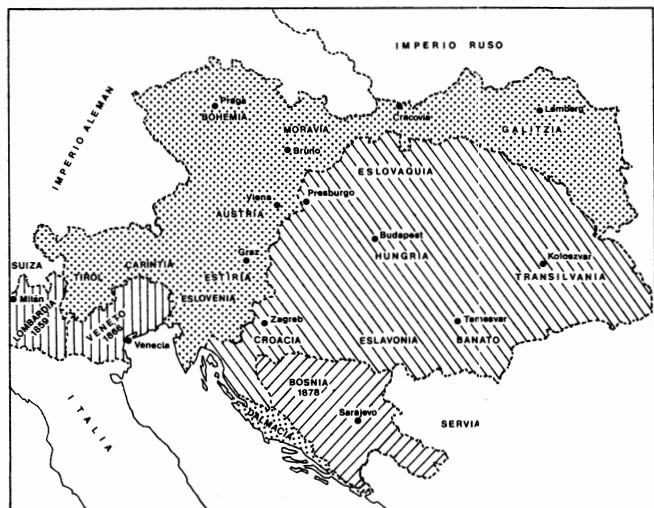 IMPERIO RUSO
IMPERIO ALEMAN
Praga
BOHEMIA
Cracovia
Lemberg
GALITZIA
MORAVIA
Brüno
ESLOVAQUIA
Viena
Presburgo
AUSTRIA
Budapest
HUNGRIA
Graz
ESTIRIA
Koloszvar
TRANSILVANIA
SUIZA
TIROL
CARINTIA
ESLOVENIA
Milán
LOMBARDIA
1859
VENETO
1866
Venecia
Zagreb
CROACIA
ESLAVONIA
Temesvar
BANATO
BOSNIA
1878
Sarajevo
DALMACIA
SERVIA
ITALIA